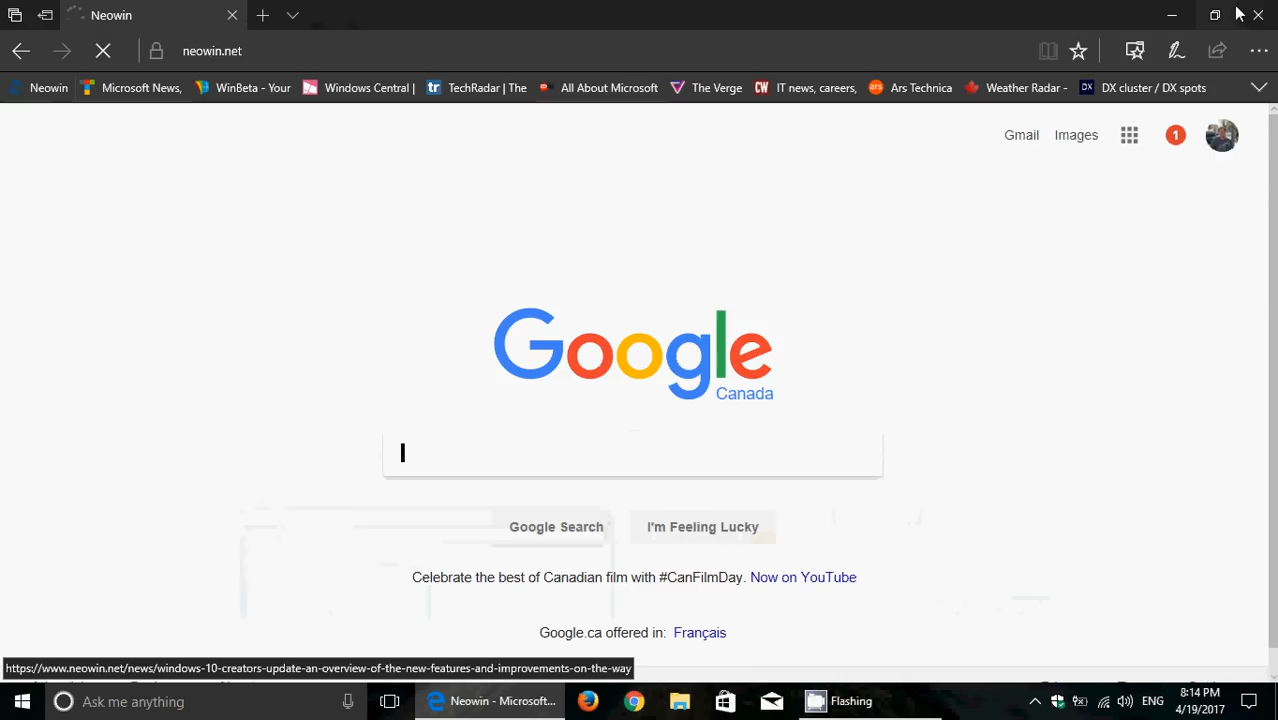 Neowin
neowin.net
Neowin Microsoft News, WinBeta - Your Windows Central | tr TechRadar | The All About Microsoft The Verge CW IT news, careers, ars Ars Technica Weather Radar - DX DX cluster / DX spots
Gmail Images 1
Google
Canada
Google Search I'm Feeling Lucky
Celebrate the best of Canadian film with #CanFilmDay. Now on YouTube
Google.ca offered in: Français
https://www.neowin.net/news/windows-10-creators-update-an-overview-of-the-new-features-and-improvements-on-the-way
Ask me anything Neowin - Microsoft... Flashing ENG 8:14 PM
4/19/2017